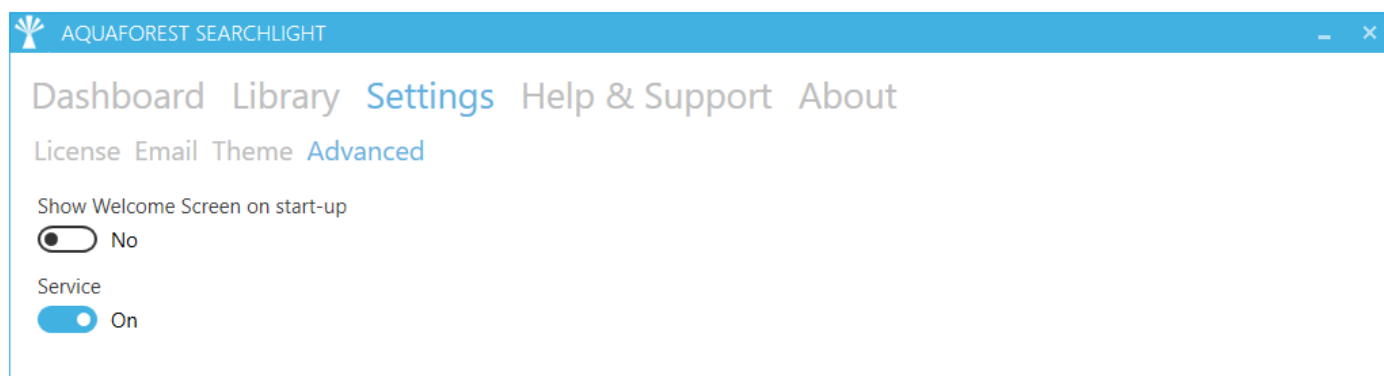 AQUAFOREST SEARCHLIGHT
Dashboard Library Settings Help & Support About
License Email Theme Advanced
Show Welcome Screen on start-up
No
Service
On